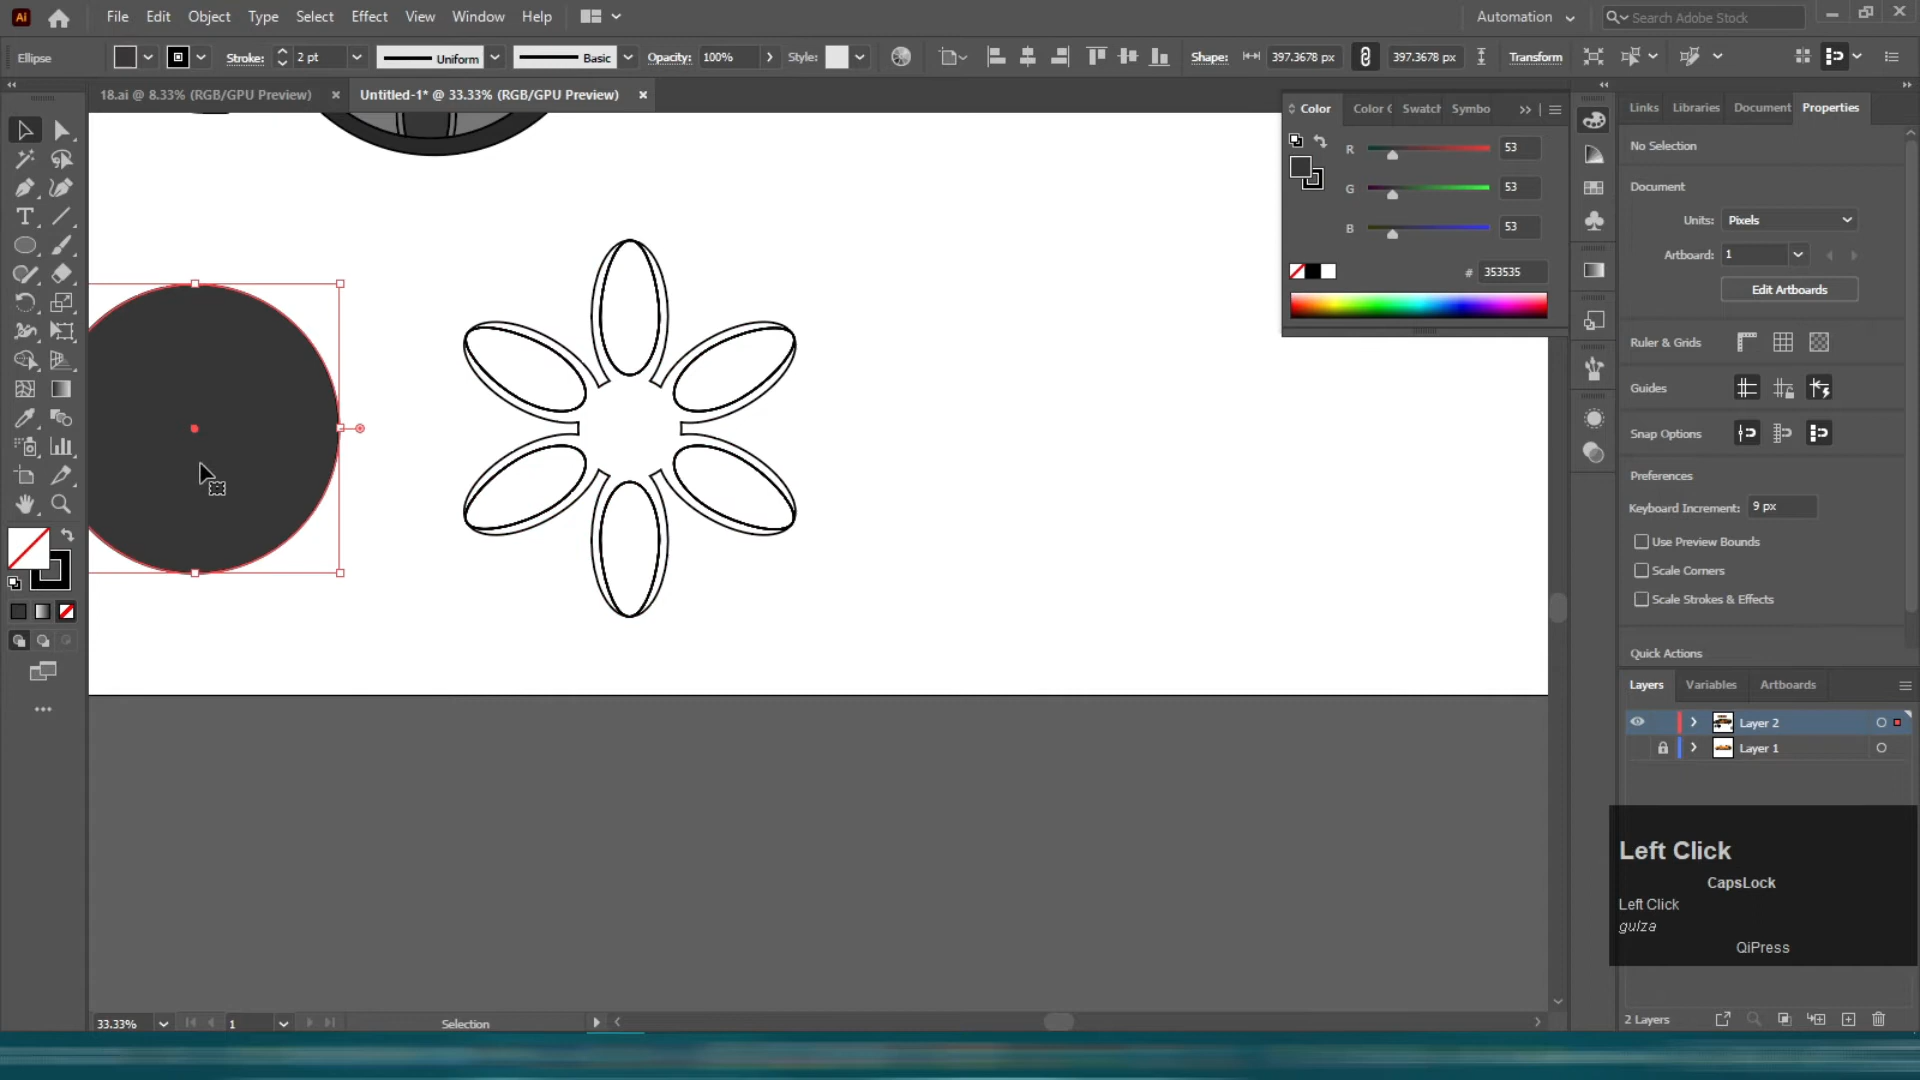 Ai File Edit Object Type Select Effect View Window Help Automation Search Adobe Stock
Ellipse Stroke: 2 pt Uniform Basic Opacity: 100% Style: Shape: 397.3678 px 397.3678 px Transform
18.ai @ 8.33% (RGB/GPU Preview) × Untitled-1* @ 33.33% (RGB/GPU Preview) ×
Color Color G Swatch Symbo
R 53
G 53
B 53
# 353535
Links Libraries Document Properties
No Selection
Document
Units: Pixels
Artboard: 1
Edit Artboards
Ruler & Grids
Guides
Snap Options
Preferences
Keyboard Increment: 9 px
Use Preview Bounds
Scale Corners
Scale Strokes & Effects
Quick Actions
Layers Variables Artboards
Layer 2
Layer 1
Left Click
CapsLock
Left Click
gulza
QiPress
2 Layers
33.33% 1 Selection